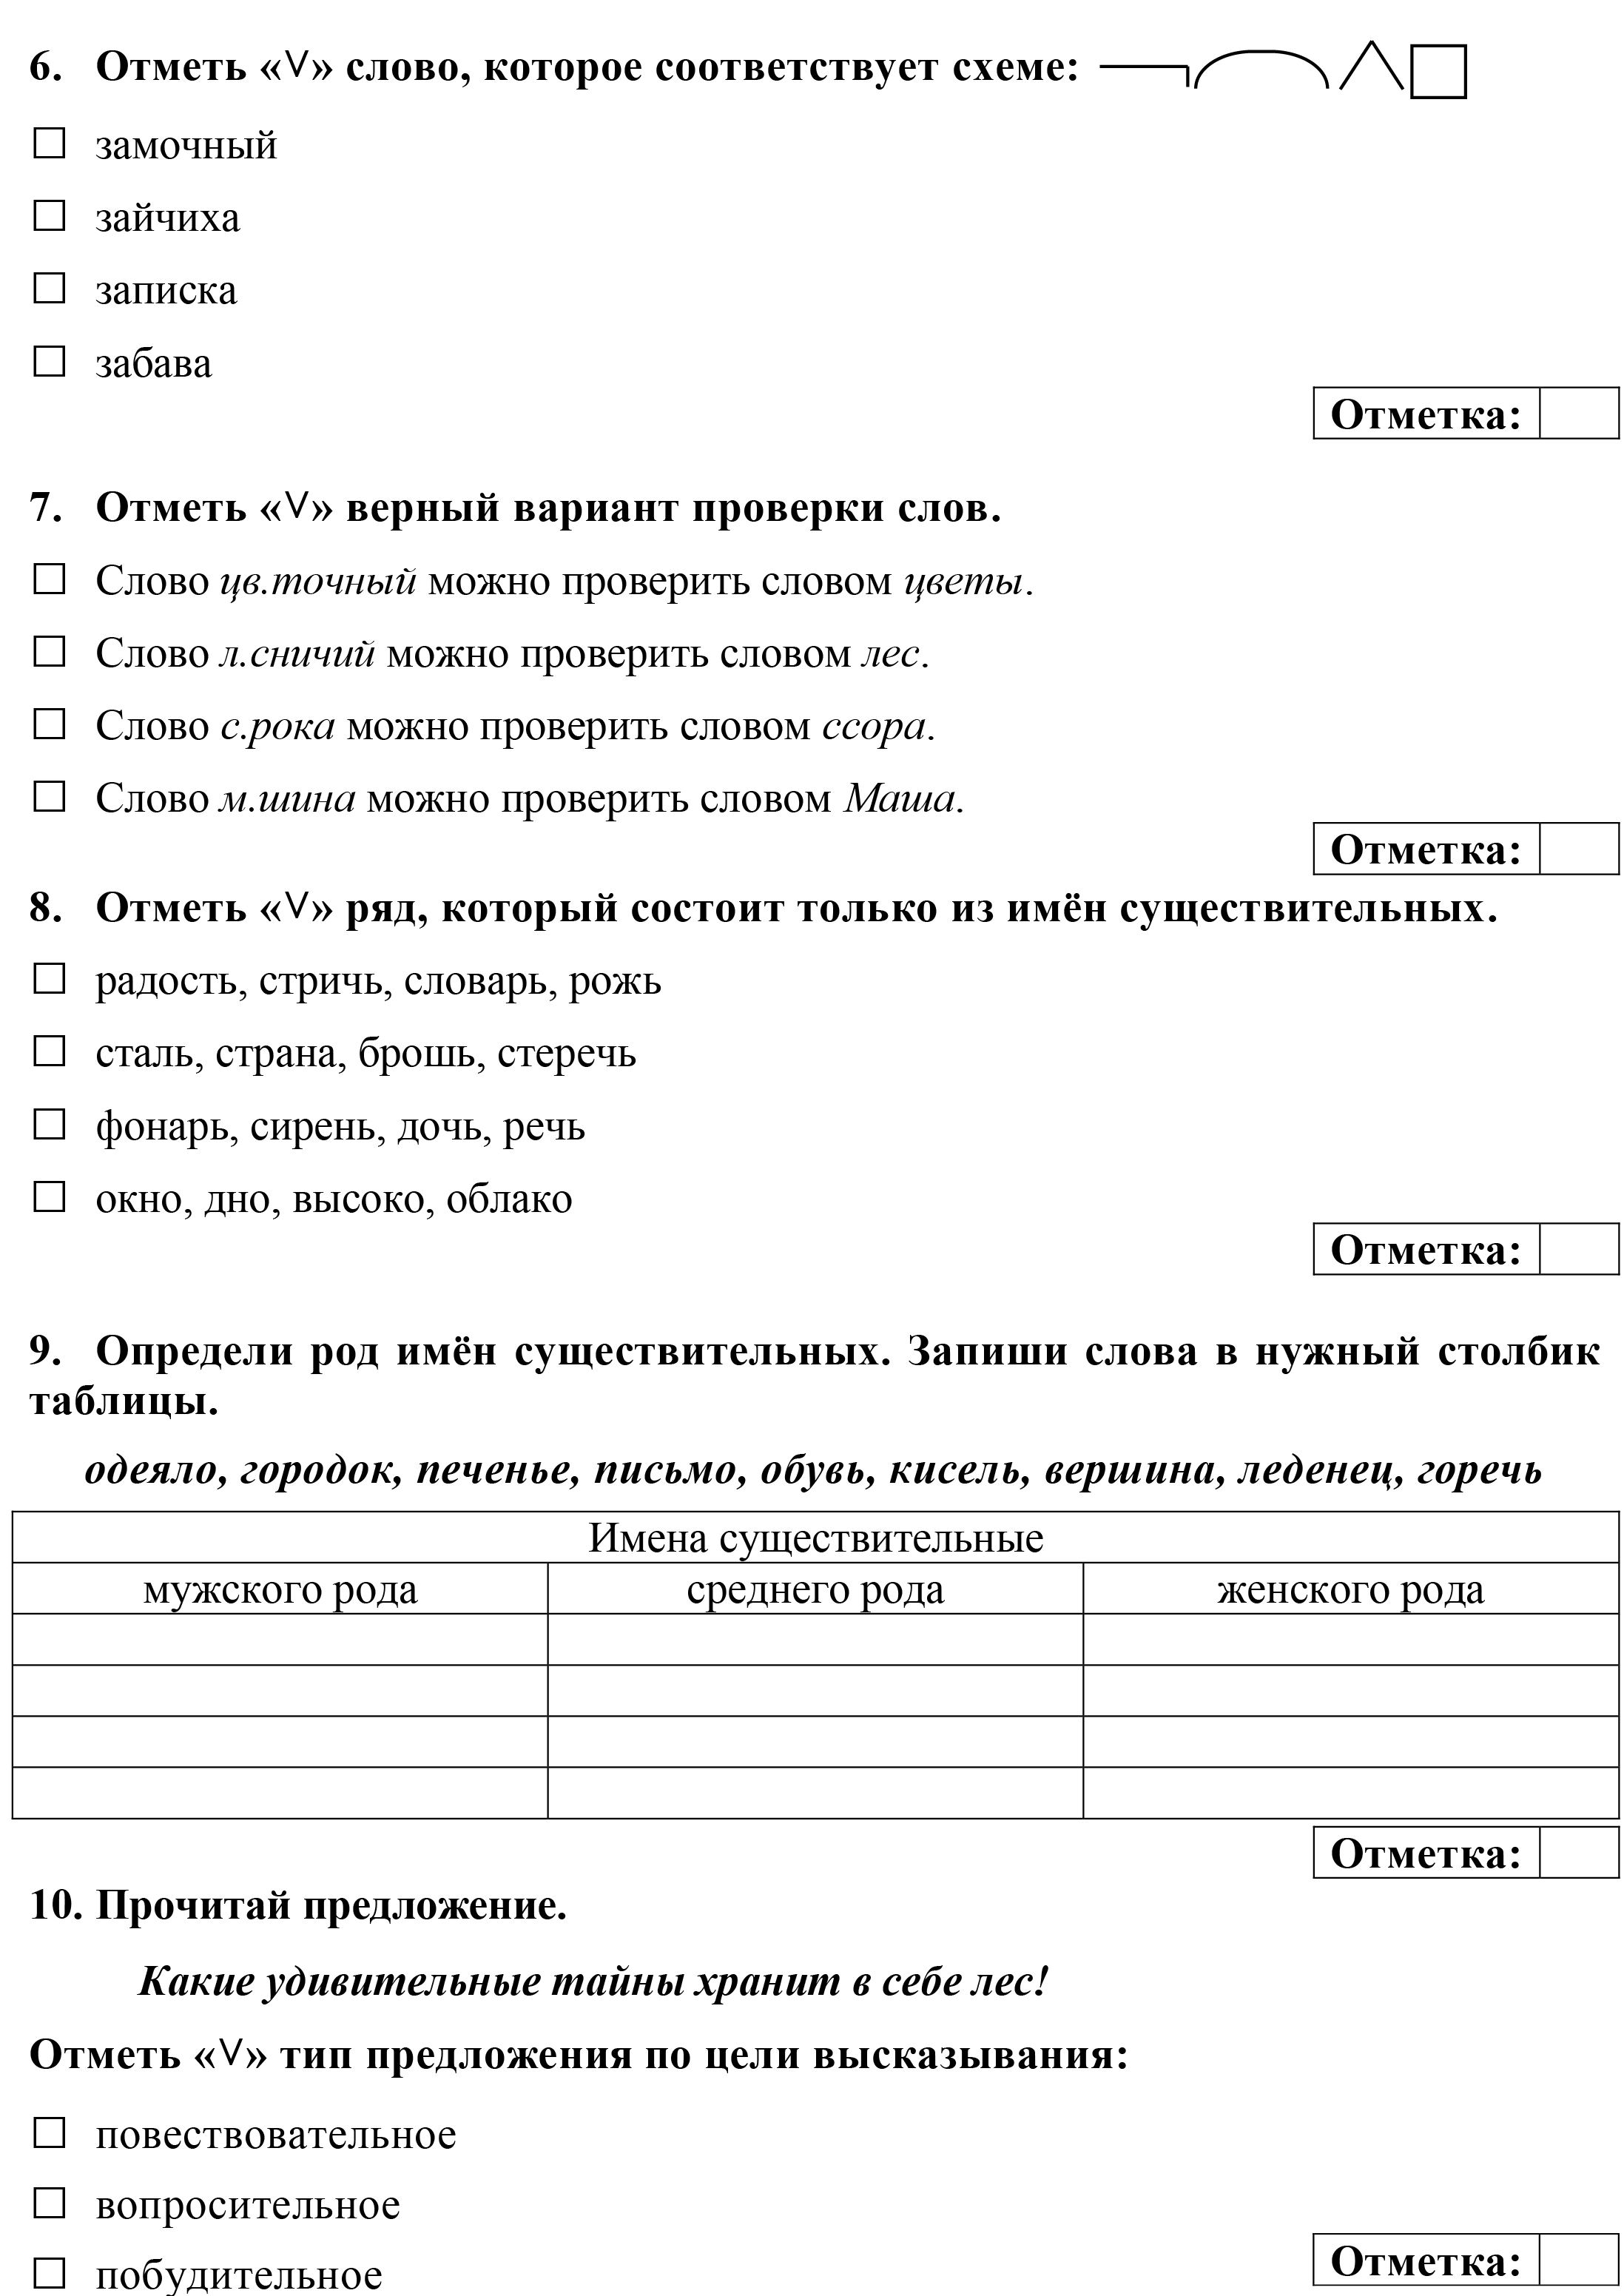 6. Отметь «˅» слово, которое соответствует схеме:
замочный
зайчиха
записка
забава
Отметка:
7. Отметь «˅» верный вариант проверки слов.
Слово цв.точный можно проверить словом цветы.
Слово л.сничий можно проверить словом лес.
Слово с.рока можно проверить словом ссора.
Слово м.шина можно проверить словом Маша.
Отметка:
8. Отметь «˅» ряд, который состоит только из имён существительных.
радость, стричь, словарь, рожь
сталь, страна, брошь, стеречь
фонарь, сирень, дочь, речь
окно, дно, высоко, облако
Отметка:
9. Определи род имён существительных. Запиши слова в нужный столбик
таблицы.
одеяло, городок, печенье, письмо, обувь, кисель, вершина, леденец, горечь
Имена существительные
мужского рода среднего рода женского рода
Отметка:
10. Прочитай предложение.
Какие удивительные тайны хранит в себе лес!
Отметь «˅» тип предложения по цели высказывания:
повествовательное
вопросительное
побудительное
Отметка: